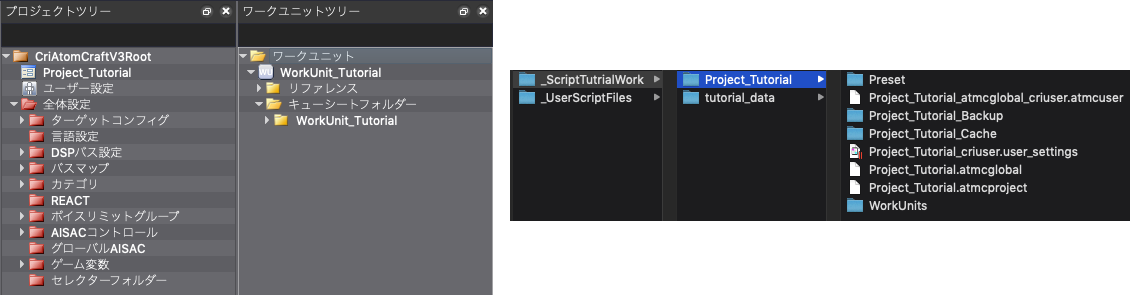 プロジェクトツリー
CriAtomCraftV3Root
Project_Tutorial
ユーザー設定
全体設定
ターゲットコンフィグ
言語設定
DSPバス設定
バスマップ
カテゴリ
REACT
ボイスリミットグループ
AISACコントロール
グローバルAISAC
ゲーム変数
セレクターフォルダー
ワークユニットツリー
ワークユニット
WU
WorkUnit_Tutorial
リファレンス
キューシートフォルダー
WorkUnit_Tutorial
_ScriptTutrialWork
_UserScriptFiles
Project_Tutorial
tutorial_data
Preset
Project_Tutorial_atmcglobal_criuser.atmcuser
Project_Tutorial_Backup
Project_Tutorial_Cache
Project_Tutorial_criuser.user_settings
Project_Tutorial.atmcglobal
Project_Tutorial.atmcproject
WorkUnits